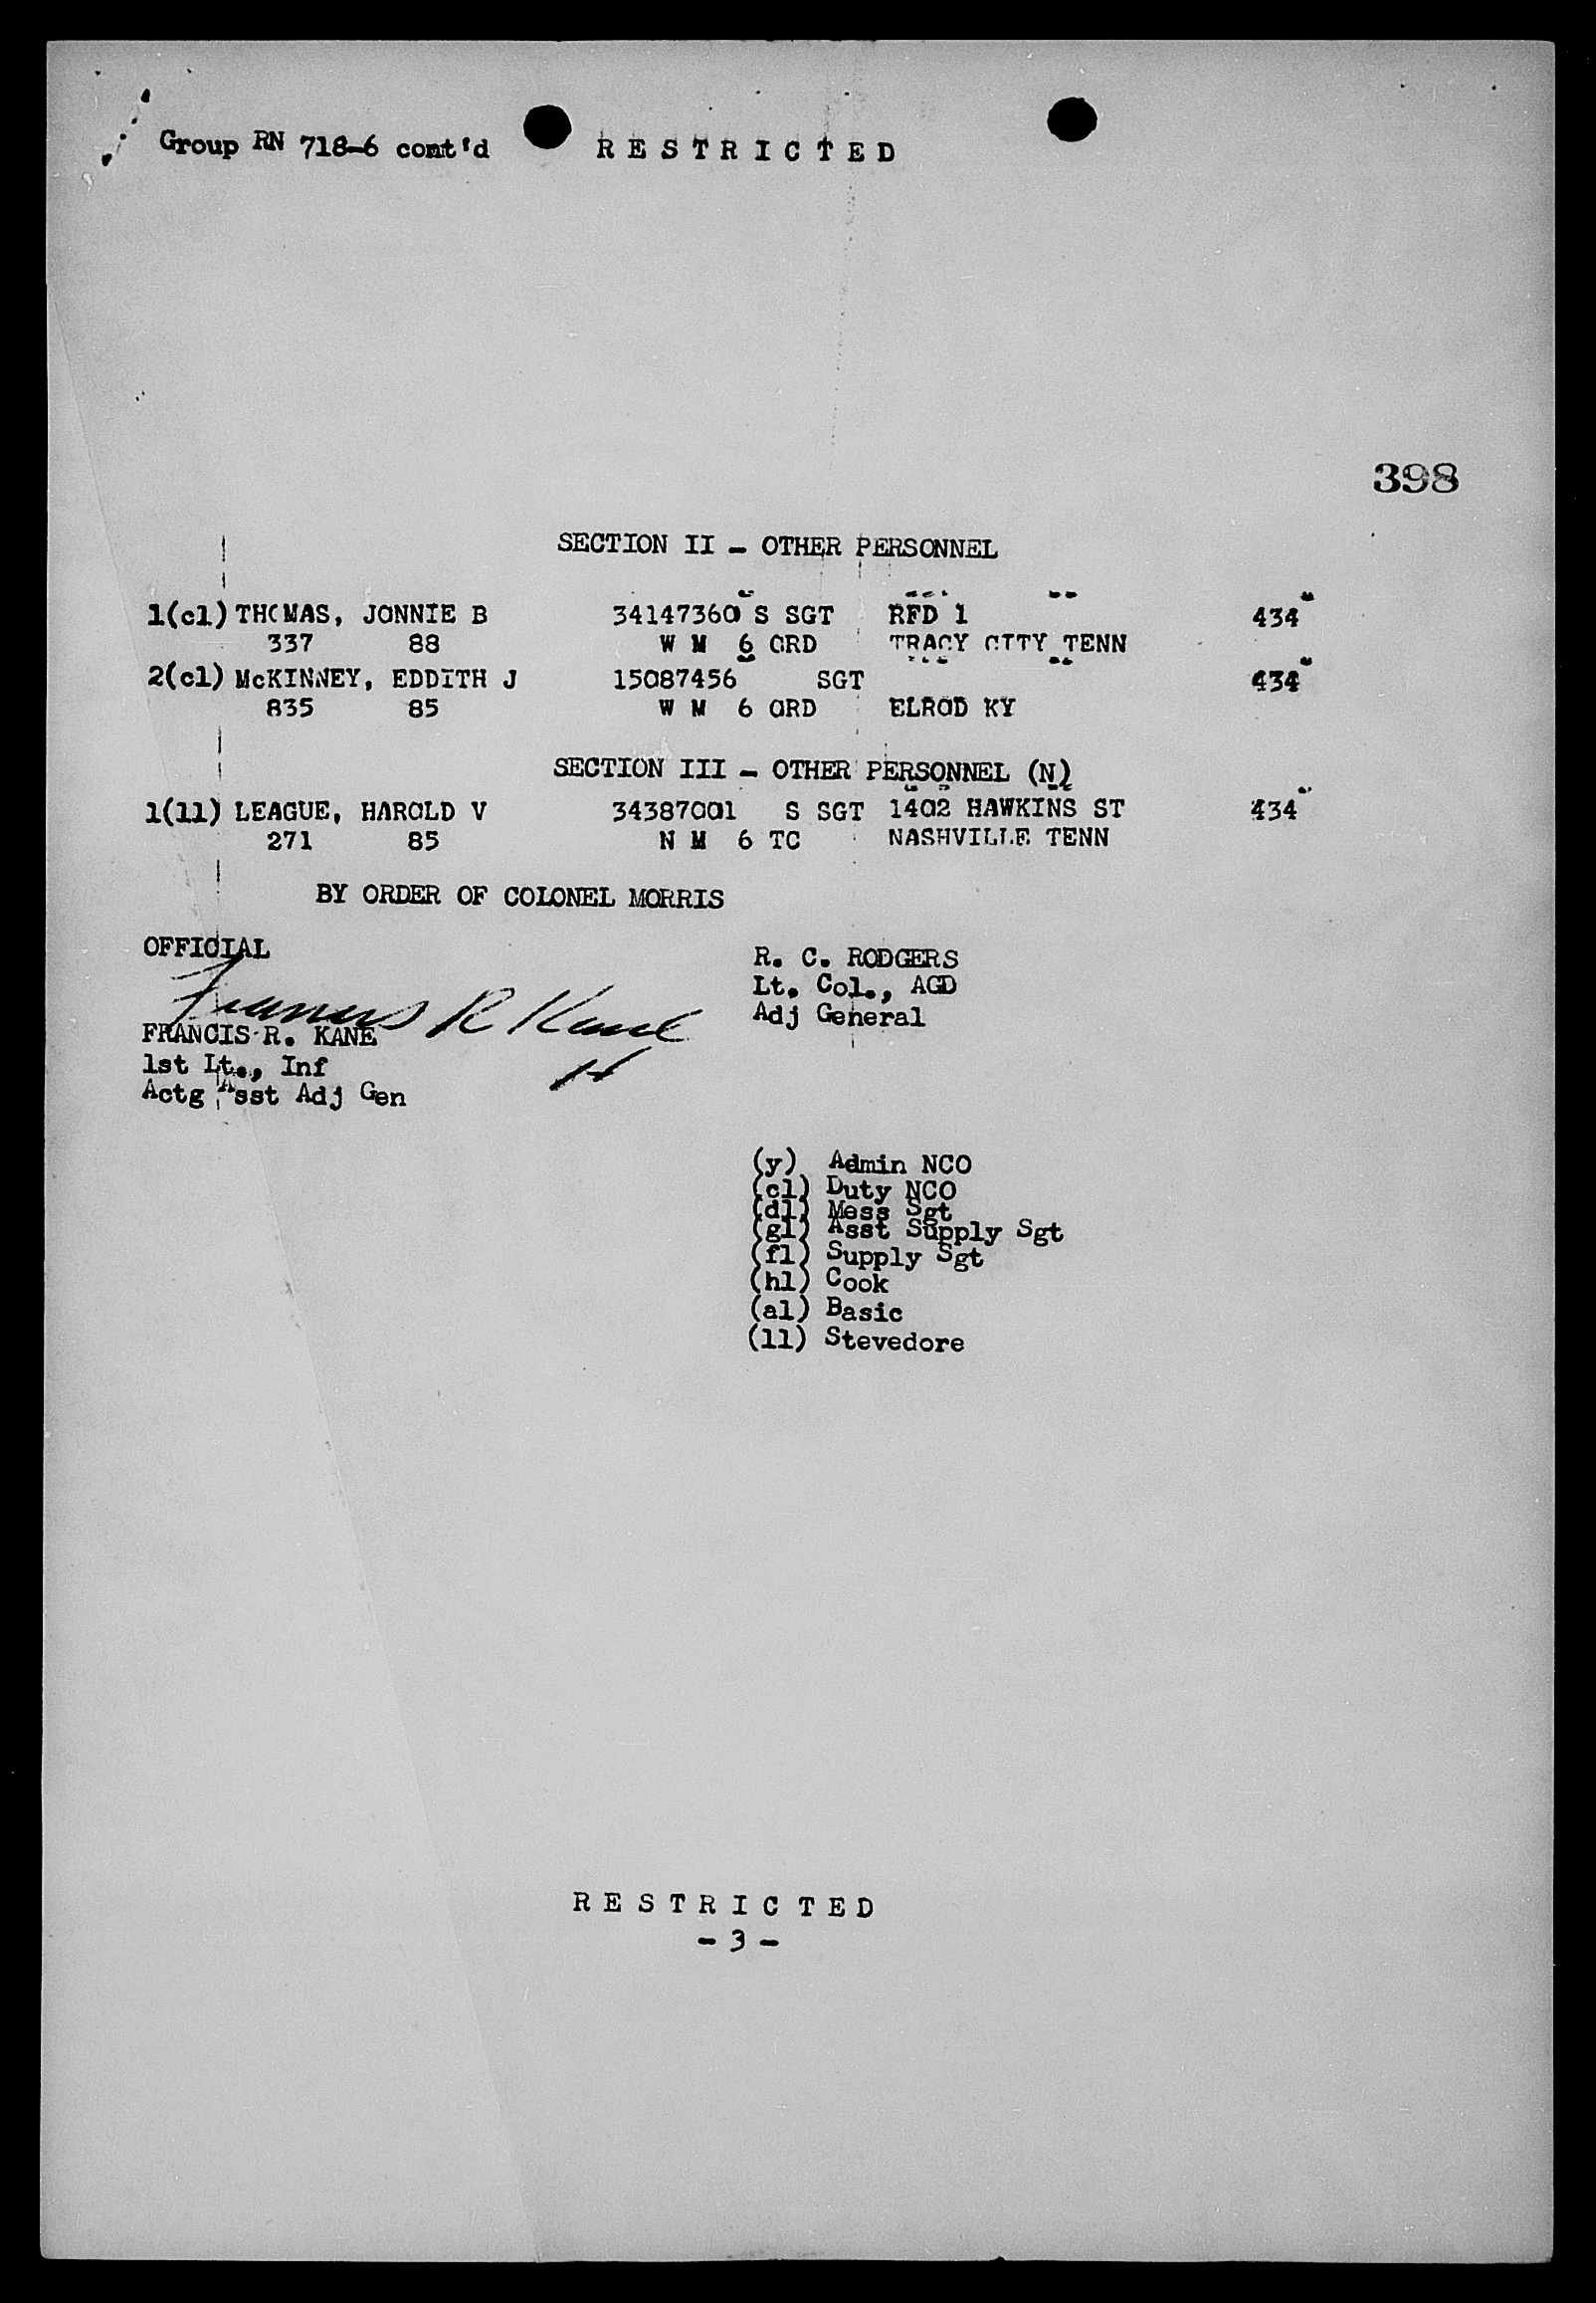 Group RN 718-6 cont'd R E S T R I C T E D
398
SECTION II - OTHER PERSONNEL
1(cl) THOMAS, JONNIE B 34147360 S SGT RFD 1 434
337 88 W M 6 ORD TRACY CITY TENN
2(cl) McKINNEY, EDDITH J 15087456 SGT 434
835 85 W M 6 ORD ELROD KY
SECTION III - OTHER PERSONNEL (N)
1(ll) LEAGUE, HAROLD V 34387001 S SGT 1402 HAWKINS ST 434
271 85 N M 6 TC NASHVILLE TENN
BY ORDER OF COLONEL MORRIS
OFFICIAL
Francis R Kane
FRANCIS R. KANE
1st Lt., Inf
Actg Asst Adj Gen
R. C. RODGERS
Lt. Col., AGD
Adj General
(y) Admin NCO
(cl) Duty NCO
(dl) Mess Sgt
(gl) Asst Supply Sgt
(fl) Supply Sgt
(hl) Cook
(al) Basic
(ll) Stevedore
R E S T R I C T E D
- 3 -